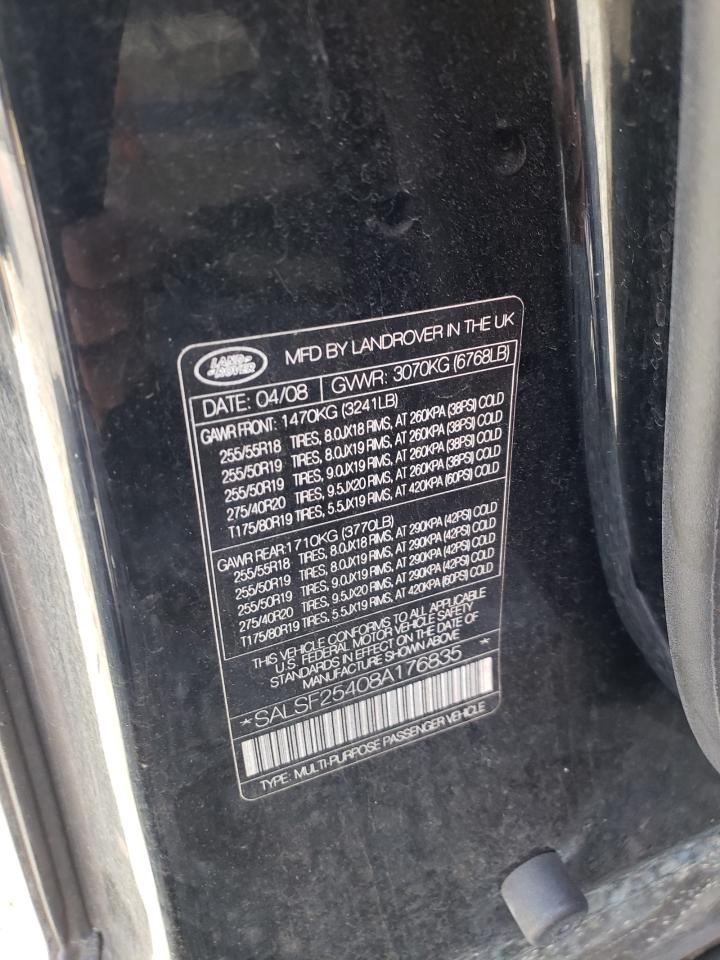 LAND-
-ROVER
MFD BY LANDROVER IN THE UK
DATE: 04/08 GVWR: 3070KG (6768LB)
GAWR FRONT: 1470KG (3241LB)
255/55R18 TIRES, 8.0JX18 RIMS, AT 260KPA (38PSI) COLD
255/50R19 TIRES, 8.0JX19 RIMS, AT 260KPA (38PSI) COLD
255/50R19 TIRES, 9.0JX19 RIMS, AT 260KPA (38PSI) COLD
275/40R20 TIRES, 9.5JX20 RIMS, AT 260KPA (38PSI) COLD
T175/80R19 TIRES, 5.5JX19 RIMS, AT 420KPA (60PSI) COLD
GAWR REAR: 1710KG (3770LB)
255/55R18 TIRES, 8.0JX18 RIMS, AT 290KPA (42PSI) COLD
255/50R19 TIRES, 8.0JX19 RIMS, AT 290KPA (42PSI) COLD
255/50R19 TIRES, 9.0JX19 RIMS, AT 290KPA (42PSI) COLD
275/40R20 TIRES, 9.5JX20 RIMS, AT 290KPA (42PSI) COLD
T175/80R19 TIRES, 5.5JX19 RIMS, AT 420KPA (60PSI) COLD
THIS VEHICLE CONFORMS TO ALL APPLICABLE
U.S. FEDERAL MOTOR VEHICLE SAFETY
STANDARDS IN EFFECT ON THE DATE OF
MANUFACTURE SHOWN ABOVE
*SALSF25408A176835 *
TYPE: MULTI-PURPOSE PASSENGER VEHICLE